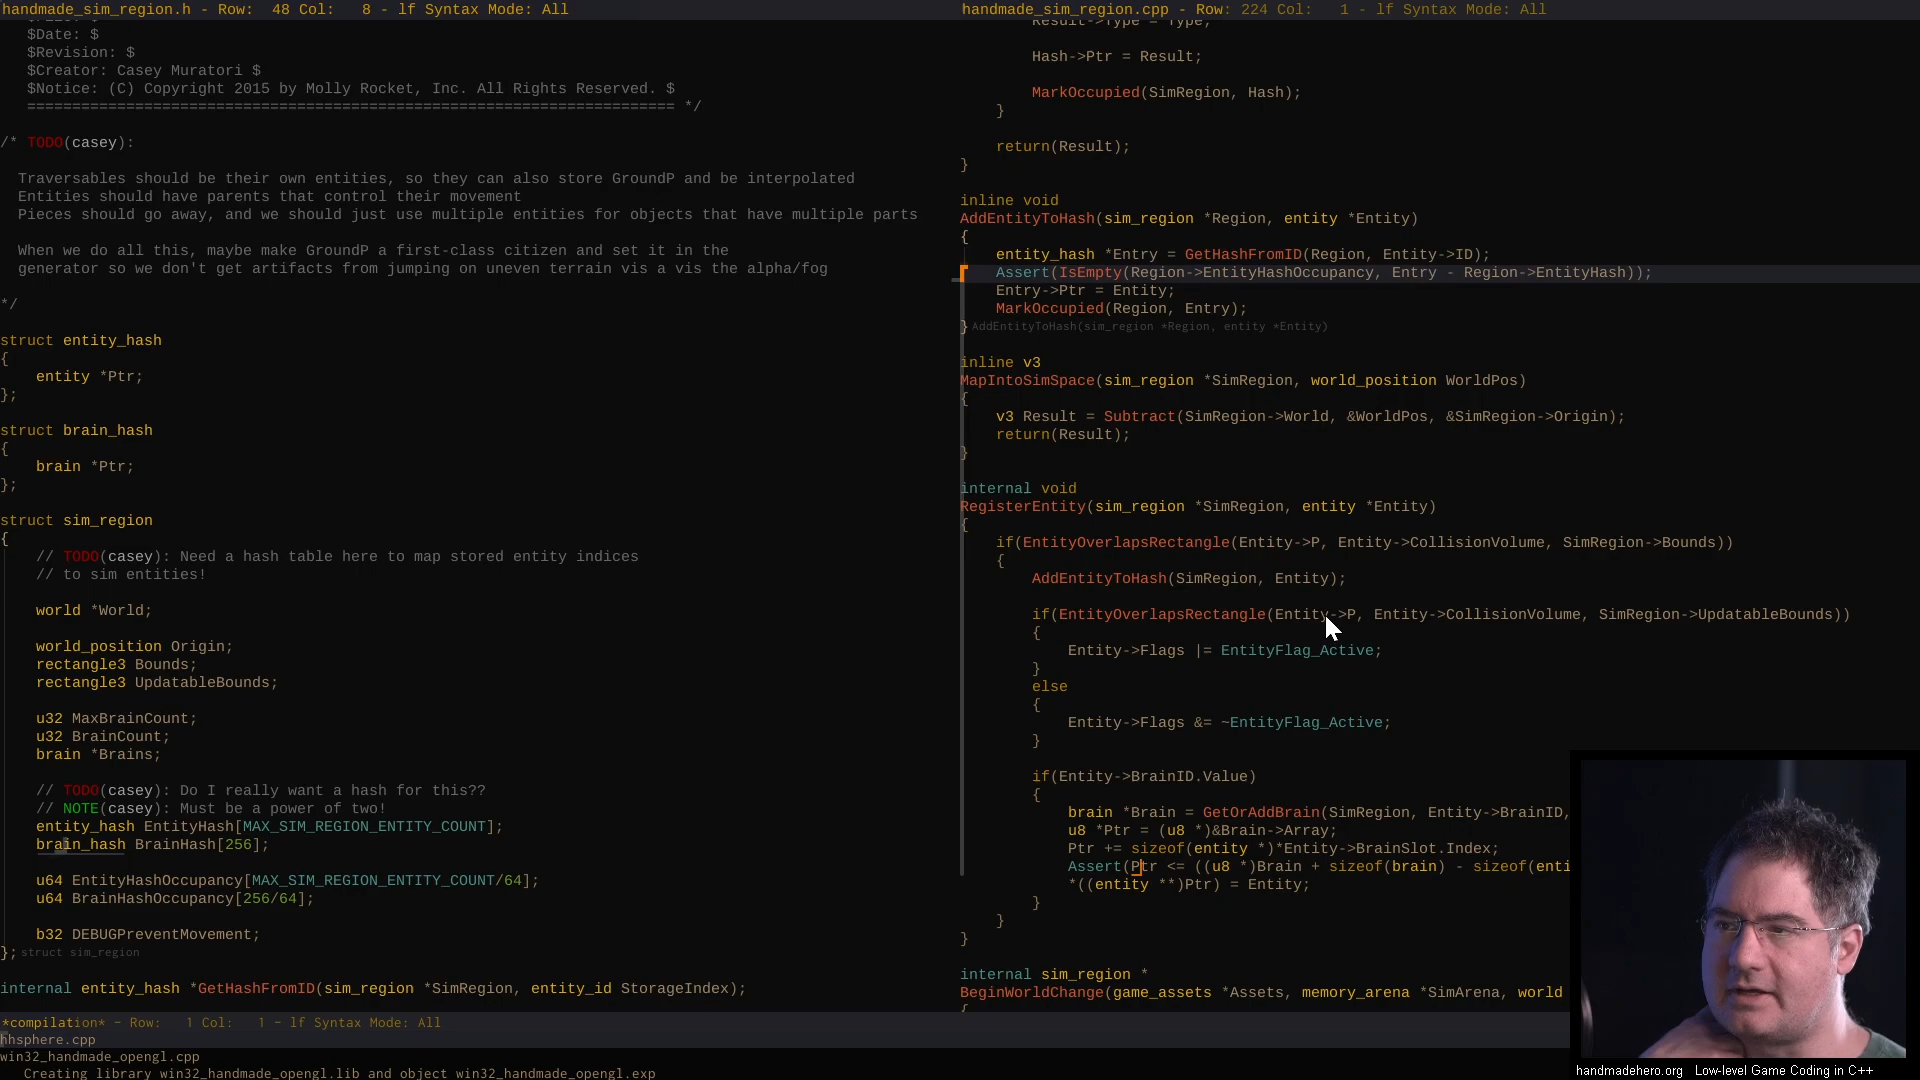 handmade_sim_region.h - Row:  48 Col:   8 - lf Syntax Mode: All
$Date: $
$Revision: $
$Creator: Casey Muratori $
$Notice: (C) Copyright 2015 by Molly Rocket, Inc. All Rights Reserved. $
======================================================================== */
/* TODO(casey):
Traversables should be their own entities, so they can also store GroundP and be interpolated
Entities should have parents that control their movement
Pieces should go away, and we should just use multiple entities for objects that have multiple parts
When we do all this, maybe make GroundP a first-class citizen and set it in the
generator so we don't get artifacts from jumping on uneven terrain vis a vis the alpha/fog
*/
struct entity_hash
{
entity *Ptr;
};
struct brain_hash
{
brain *Ptr;
};
struct sim_region
{
// TODO(casey): Need a hash table here to map stored entity indices
// to sim entities!
world *World;
world_position Origin;
rectangle3 Bounds;
rectangle3 UpdatableBounds;
u32 MaxBrainCount;
u32 BrainCount;
brain *Brains;
// TODO(casey): Do I really want a hash for this??
// NOTE(casey): Must be a power of two!
entity_hash EntityHash[MAX_SIM_REGION_ENTITY_COUNT];
brain_hash BrainHash[256];
u64 EntityHashOccupancy[MAX_SIM_REGION_ENTITY_COUNT/64];
u64 BrainHashOccupancy[256/64];
b32 DEBUGPreventMovement;
}; struct sim_region
internal entity_hash *GetHashFromID(sim_region *SimRegion, entity_id StorageIndex);
handmade_sim_region.cpp - Row: 224 Col:   1 - lf Syntax Mode: All
Result->Type = Type;
Hash->Ptr = Result;
MarkOccupied(SimRegion, Hash);
}
return(Result);
}
inline void
AddEntityToHash(sim_region *Region, entity *Entity)
{
entity_hash *Entry = GetHashFromID(Region, Entity->ID);
Assert(IsEmpty(Region->EntityHashOccupancy, Entry - Region->EntityHash));
Entry->Ptr = Entity;
MarkOccupied(Region, Entry);
} AddEntityToHash(sim_region *Region, entity *Entity)
inline v3
MapIntoSimSpace(sim_region *SimRegion, world_position WorldPos)
{
v3 Result = Subtract(SimRegion->World, &WorldPos, &SimRegion->Origin);
return(Result);
}
internal void
RegisterEntity(sim_region *SimRegion, entity *Entity)
{
if(EntityOverlapsRectangle(Entity->P, Entity->CollisionVolume, SimRegion->Bounds))
{
AddEntityToHash(SimRegion, Entity);
if(EntityOverlapsRectangle(Entity->P, Entity->CollisionVolume, SimRegion->UpdatableBounds))
{
Entity->Flags |= EntityFlag_Active;
}
else
{
Entity->Flags &= ~EntityFlag_Active;
}
if(Entity->BrainID.Value)
{
brain *Brain = GetOrAddBrain(SimRegion, Entity->BrainID,
u8 *Ptr = (u8 *)&Brain->Array;
Ptr += sizeof(entity *)*Entity->BrainSlot.Index;
Assert(Ptr <= ((u8 *)Brain + sizeof(brain) - sizeof(enti
*((entity **)Ptr) = Entity;
}
}
}
internal sim_region *
BeginWorldChange(game_assets *Assets, memory_arena *SimArena, world
{
*compilation* - Row:   1 Col:   1 - lf Syntax Mode: All
hhsphere.cpp
win32_handmade_opengl.cpp
Creating library win32_handmade_opengl.lib and object win32_handmade_opengl.exp
handmadehero.org   Low-level Game Coding in C++